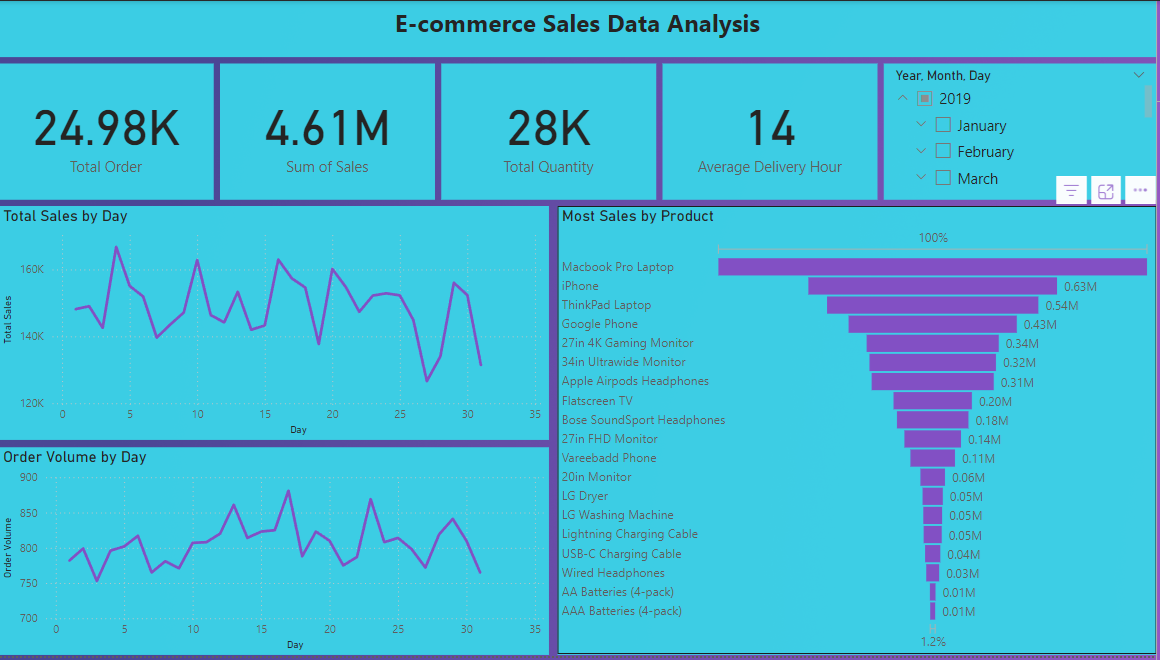 E-commerce Sales Data Analysis
24.98K
Total Order
4.61M
Sum of Sales
28K
Total Quantity
14
Average Delivery Hour
Year, Month, Day
2019
January
February
March
Total Sales by Day
Total Sales
160K
140K
120K
0 5 10 15 20 25 30 35
Day
Order Volume by Day
Order Volume
900
850
800
750
700
0 5 10 15 20 25 30 35
Day
Most Sales by Product
100%
Macbook Pro Laptop
iPhone 0.63M
ThinkPad Laptop 0.54M
Google Phone 0.43M
27in 4K Gaming Monitor 0.34M
34in Ultrawide Monitor 0.32M
Apple Airpods Headphones 0.31M
Flatscreen TV 0.20M
Bose SoundSport Headphones 0.18M
27in FHD Monitor 0.14M
Vareebadd Phone 0.11M
20in Monitor 0.06M
LG Dryer 0.05M
LG Washing Machine 0.05M
Lightning Charging Cable 0.05M
USB-C Charging Cable 0.04M
Wired Headphones 0.03M
AA Batteries (4-pack) 0.01M
AAA Batteries (4-pack) 0.01M
1.2%